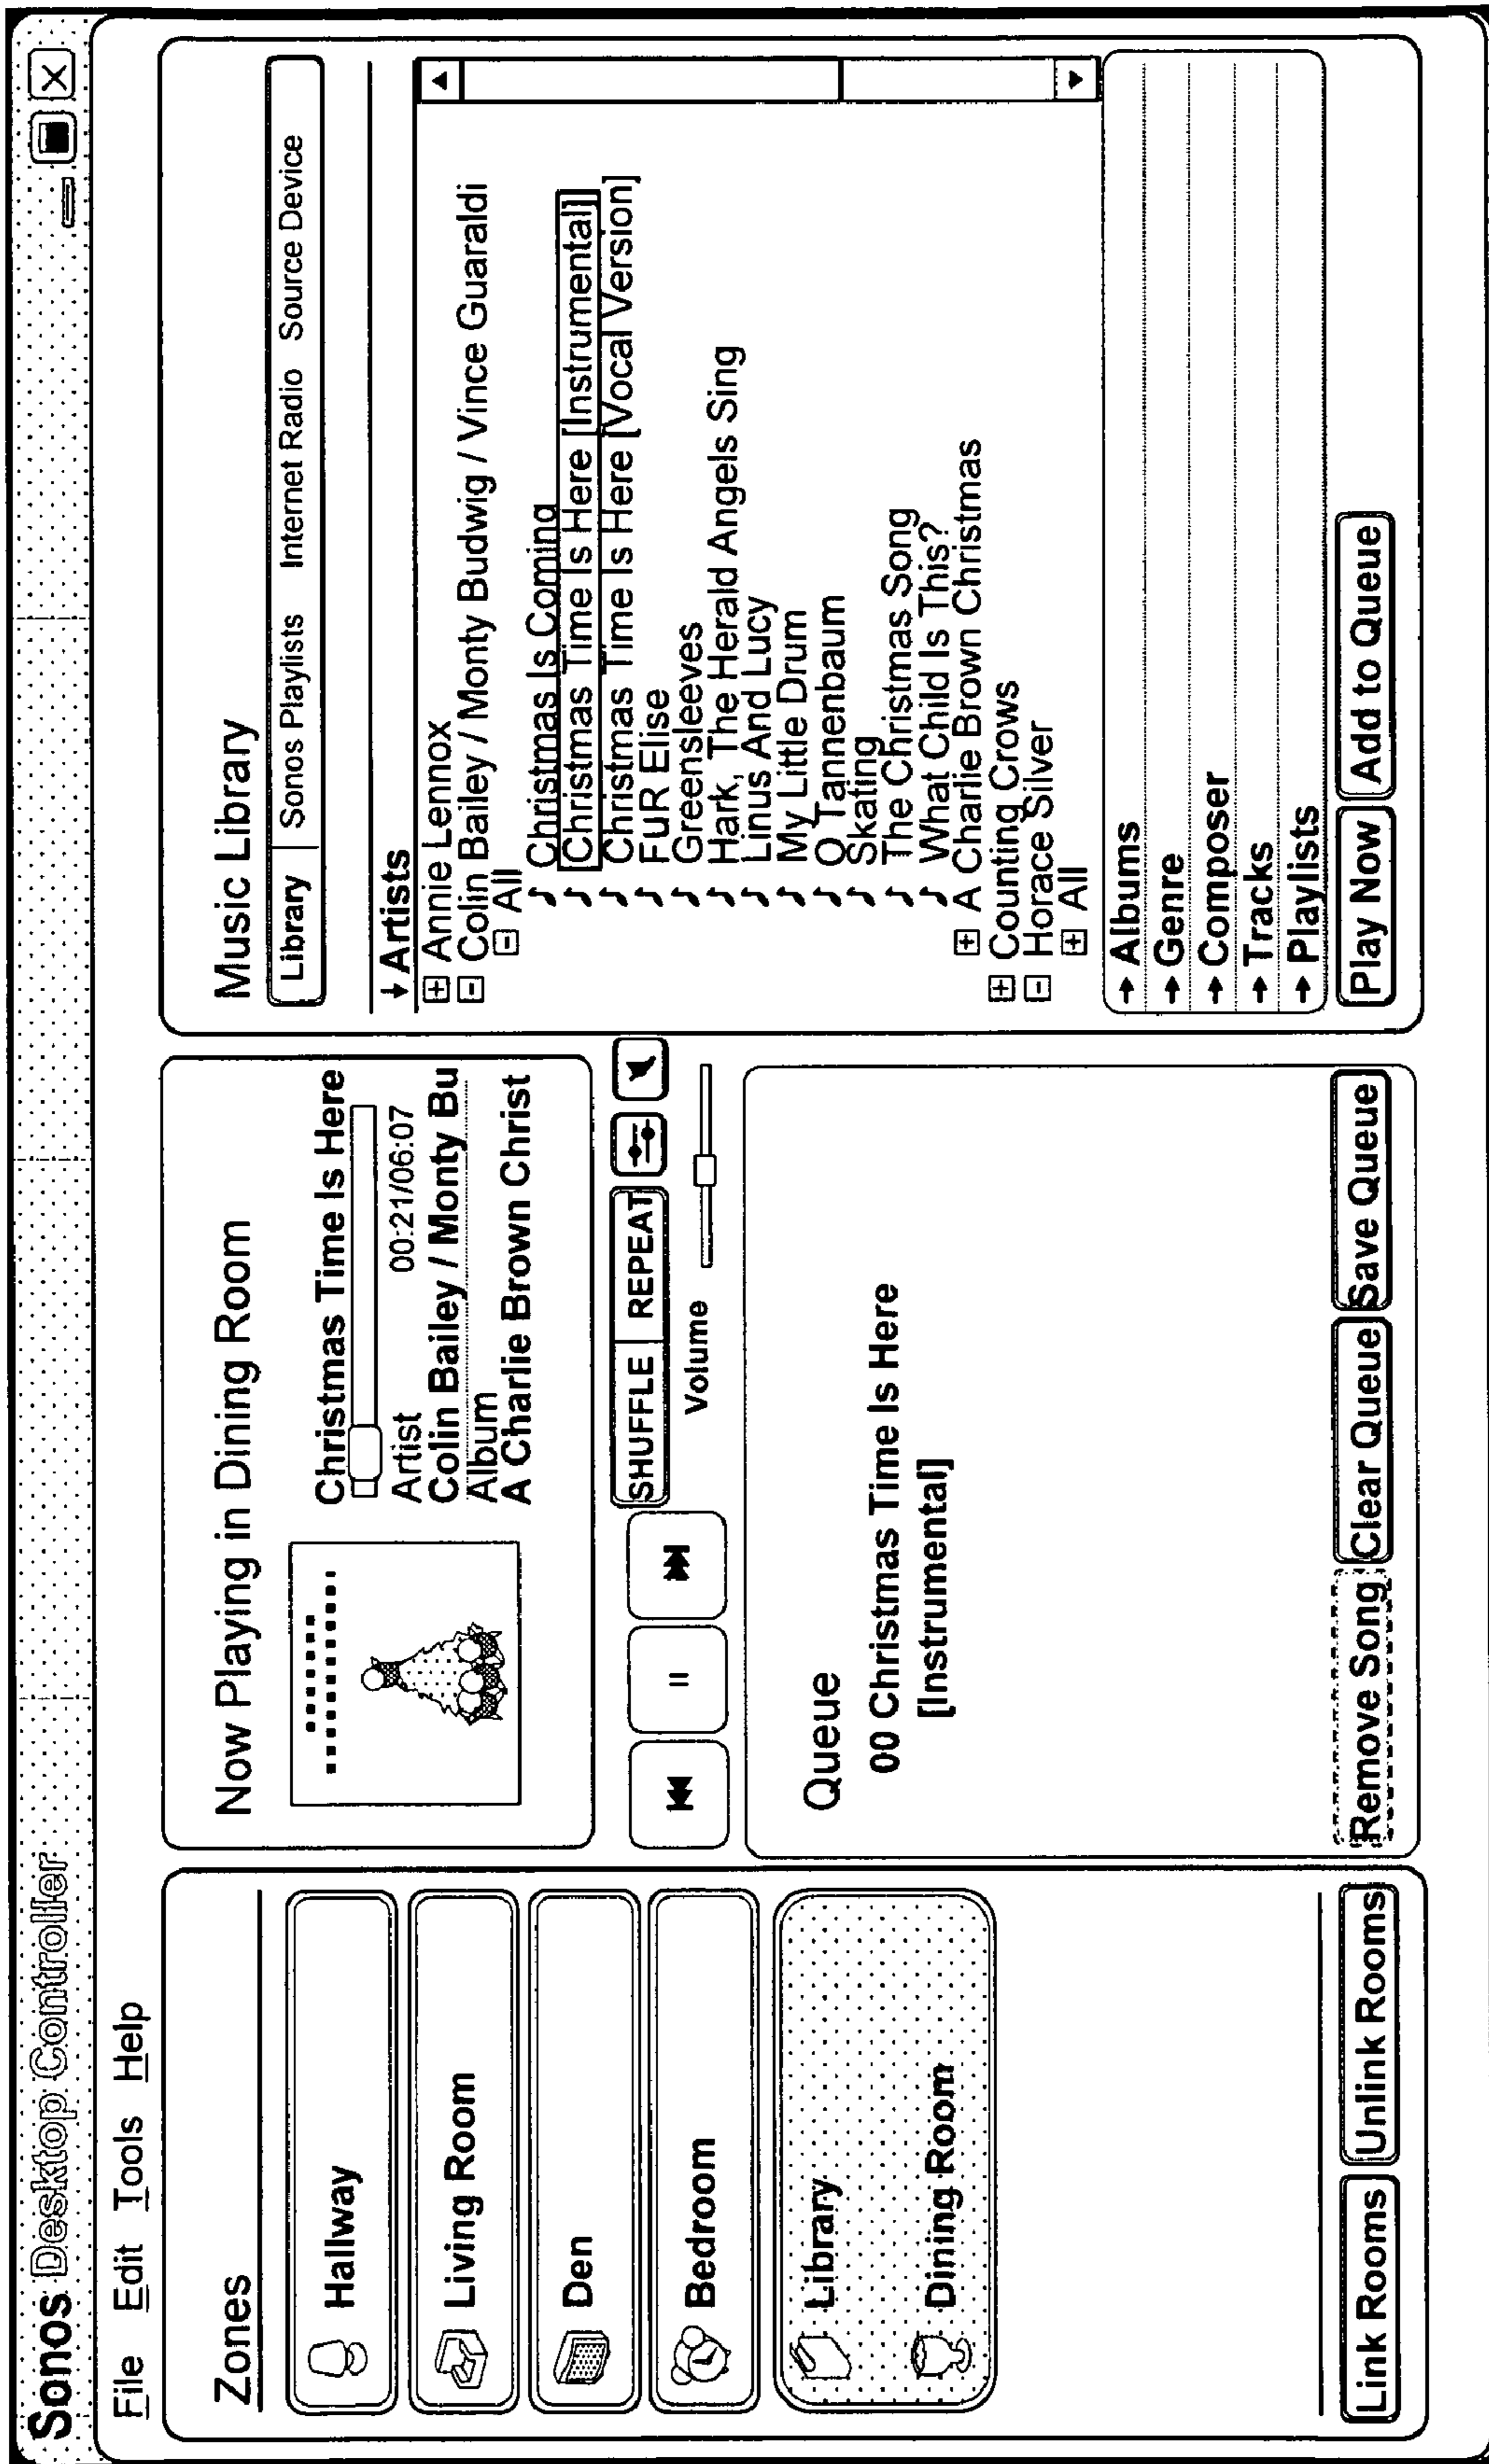 Sonos Desktop Controller
File Edit Tools Help
Zones
Hallway
Living Room
Den
Bedroom
Library
Dining Room
Link Rooms Unlink Rooms
Now Playing in Dining Room
Christmas Time Is Here
00:21/06:07
Artist
Colin Bailey / Monty Bu
Album
A Charlie Brown Christ
SHUFFLE REPEAT
Volume
Queue
00 Christmas Time Is Here
[Instrumental]
Remove Song Clear Queue Save Queue
Music Library
Library Sonos Playlists Internet Radio Source Device
Artists
Annie Lennox
Colin Bailey / Monty Budwig / Vince Guaraldi
All
Christmas Is Coming
Christmas Time Is Here [Instrumental]
Christmas Time Is Here [Vocal Version]
FuR Elise
Greensleeves
Hark, The Herald Angels Sing
Linus And Lucy
My Little Drum
O Tannenbaum
Skating
The Christmas Song
What Child Is This?
A Charlie Brown Christmas
Counting Crows
Horace Silver
All
Albums
Genre
Composer
Tracks
Playlists
Play Now Add to Queue